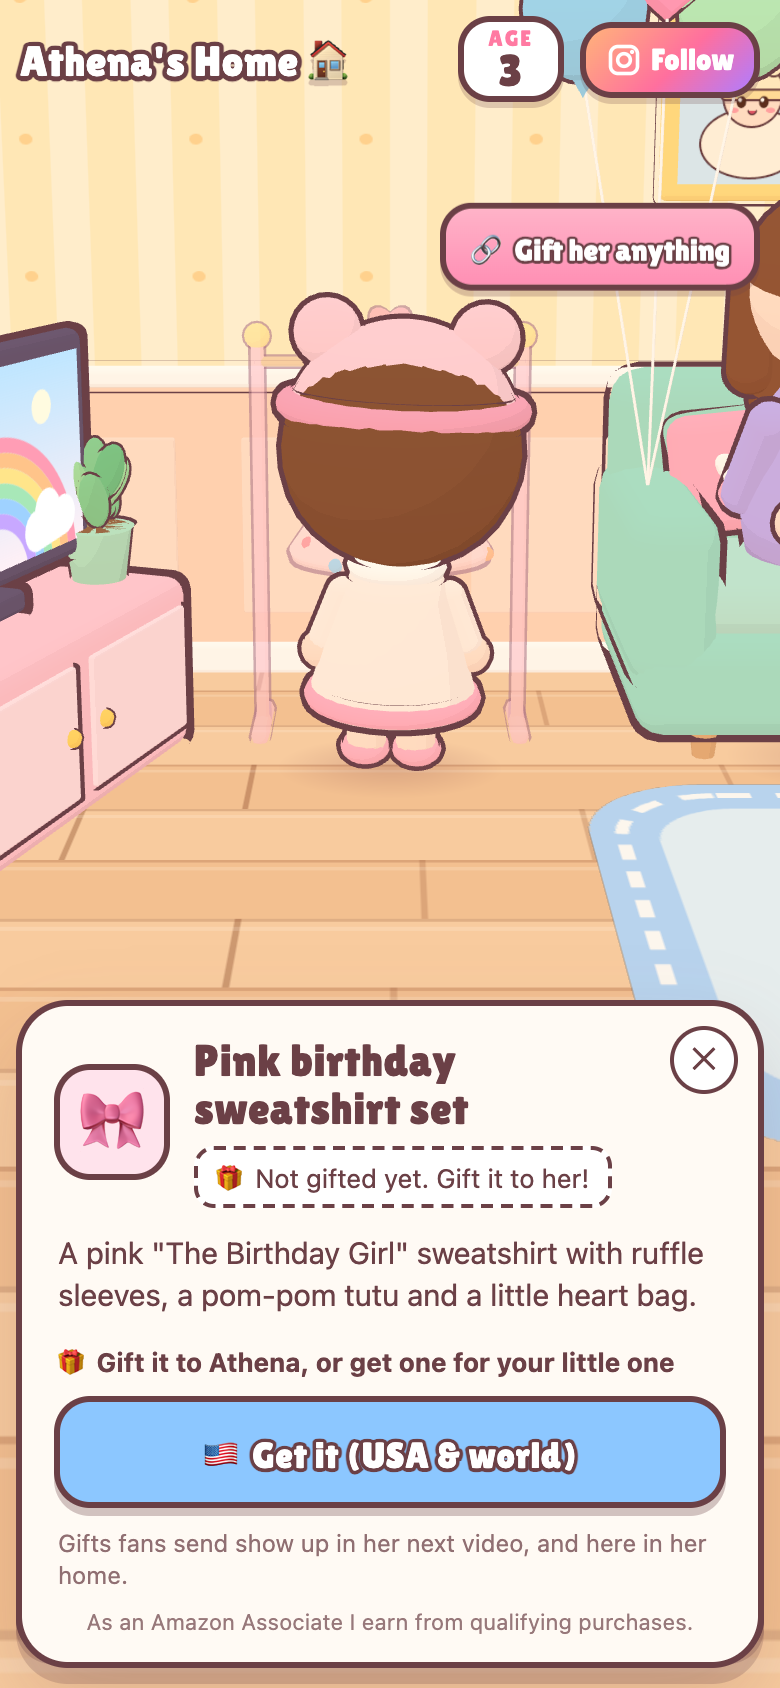 Athena's Home
AGE
3
Follow
Gift her anything
Pink birthday
sweatshirt set
Not gifted yet. Gift it to her!
A pink "The Birthday Girl" sweatshirt with ruffle
sleeves, a pom-pom tutu and a little heart bag.
Gift it to Athena, or get one for your little one
Get it (USA & world)
Gifts fans send show up in her next video, and here in her
home.
As an Amazon Associate I earn from qualifying purchases.